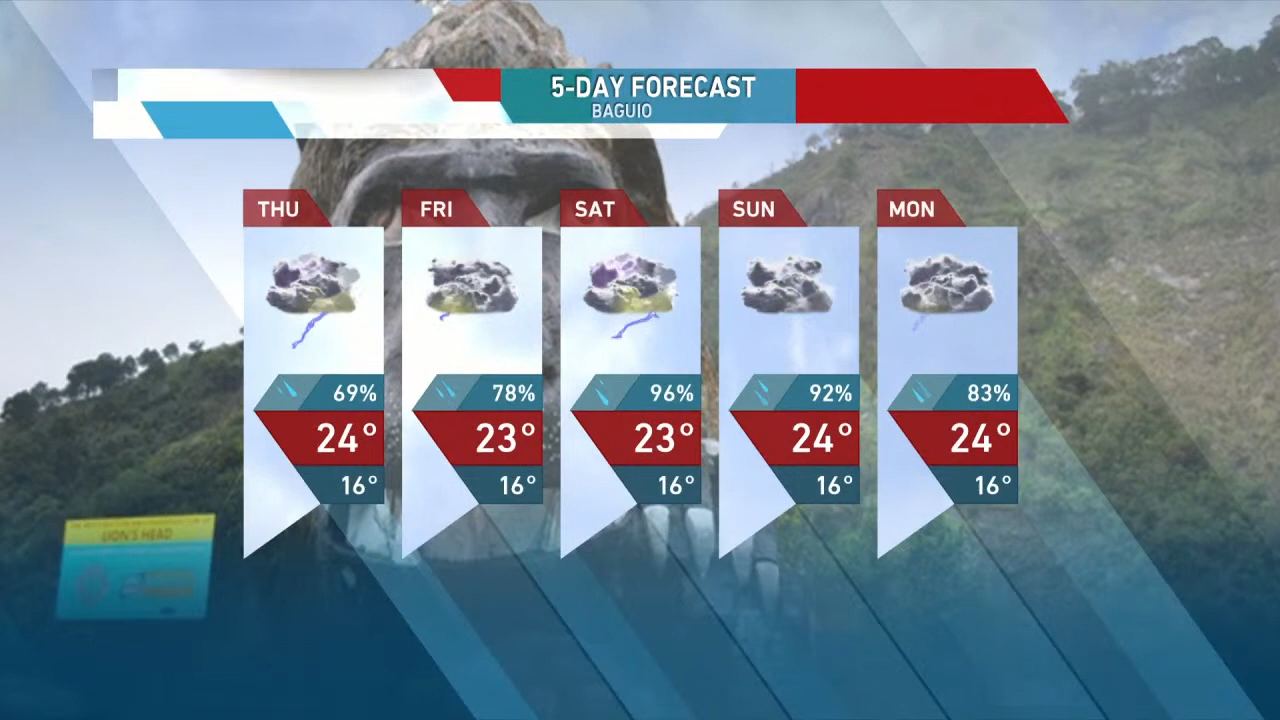 5-DAY FORECAST
BAGUIO
THU
FRI
SAT
SUN
MON
69%
78%
96%
92%
83%
24°
23°
23°
24°
24°
16°
16°
16°
16°
16°
LION'S HEAD